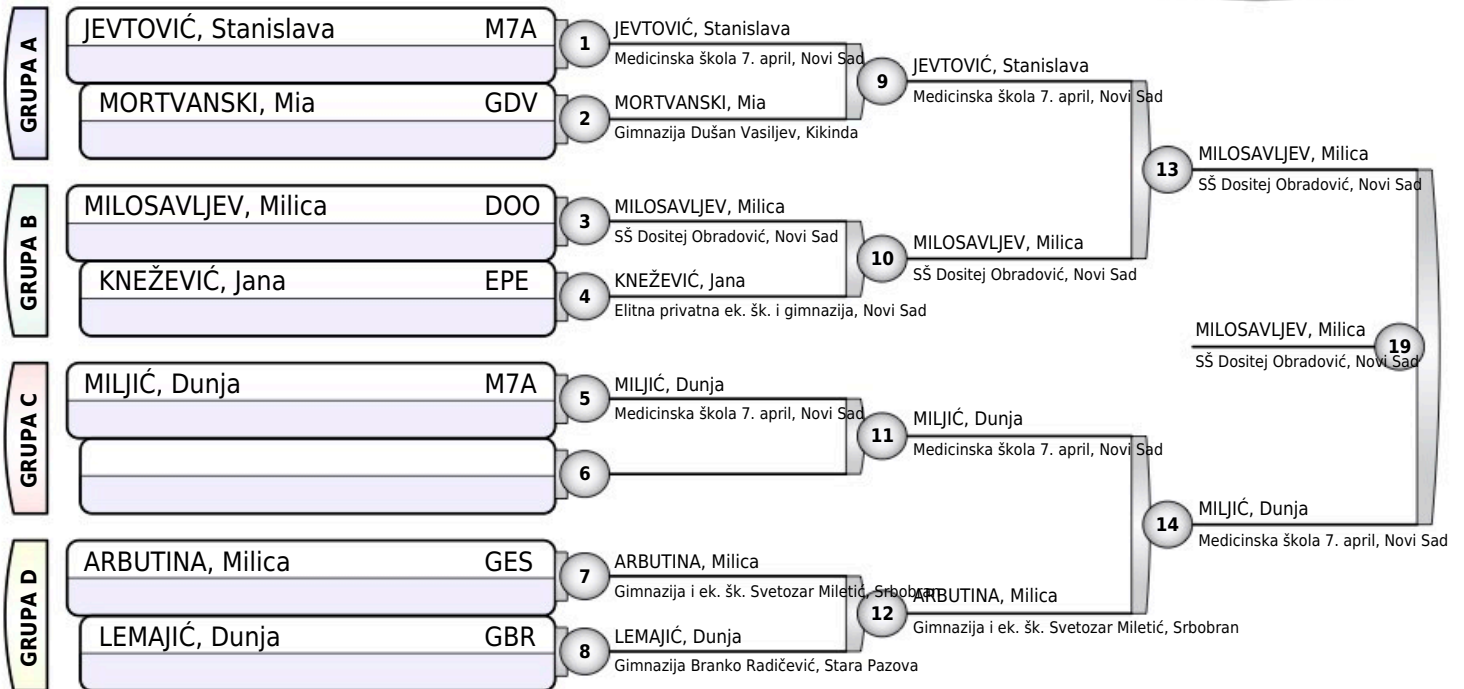 GRUPA A
JEVTOVIĆ, Stanislava M7A
MORTVANSKI, Mia GDV
1
JEVTOVIĆ, Stanislava
Medicinska škola 7. april, Novi Sad
2
MORTVANSKI, Mia
Gimnazija Dušan Vasiljev, Kikinda
9
JEVTOVIĆ, Stanislava
Medicinska škola 7. april, Novi Sad
GRUPA B
MILOSAVLJEV, Milica DOO
KNEŽEVIĆ, Jana EPE
3
MILOSAVLJEV, Milica
SŠ Dositej Obradović, Novi Sad
4
KNEŽEVIĆ, Jana
Elitna privatna ek. šk. i gimnazija, Novi Sad
10
MILOSAVLJEV, Milica
SŠ Dositej Obradović, Novi Sad
13
MILOSAVLJEV, Milica
SŠ Dositej Obradović, Novi Sad
GRUPA C
MILJIĆ, Dunja M7A
5
MILJIĆ, Dunja
Medicinska škola 7. april, Novi Sad
6
11
MILJIĆ, Dunja
Medicinska škola 7. april, Novi Sad
GRUPA D
ARBUTINA, Milica GES
LEMAJIĆ, Dunja GBR
7
ARBUTINA, Milica
Gimnazija i ek. šk. Svetozar Miletić, Srbobran
8
LEMAJIĆ, Dunja
Gimnazija Branko Radičević, Stara Pazova
12
ARBUTINA, Milica
Gimnazija i ek. šk. Svetozar Miletić, Srbobran
14
MILJIĆ, Dunja
Medicinska škola 7. april, Novi Sad
MILOSAVLJEV, Milica
19
SŠ Dositej Obradović, Novi Sad